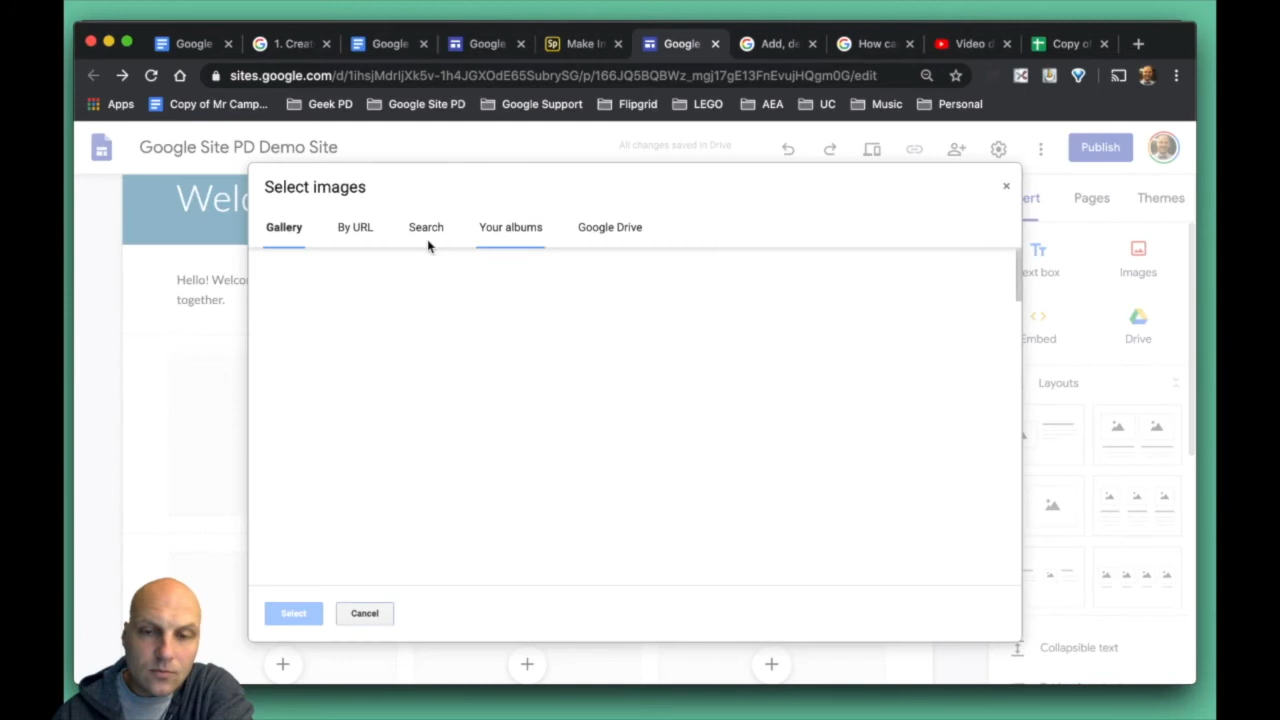 Google
1. Creat
Google
Google
Make In
Google
Add, de
How ca
Video d
Copy of
sites.google.com/d/1ihsjMdrIjXk5v-1h4JGXOdE65SubrySG/p/166JQ5BQBWz_mgj17gE13FnEvujHQgm0G/edit
Apps
Copy of Mr Camp...
Geek PD
Google Site PD
Google Support
Flipgrid
LEGO
AEA
UC
Music
Personal
Google Site PD Demo Site
All changes saved in Drive
Publish
Select images
Gallery
By URL
Search
Your albums
Google Drive
Welc
Hello! Welcon
together.
ert
Pages
Themes
ext box
Images
Embed
Drive
Layouts
Collapsible text
Select
Cancel